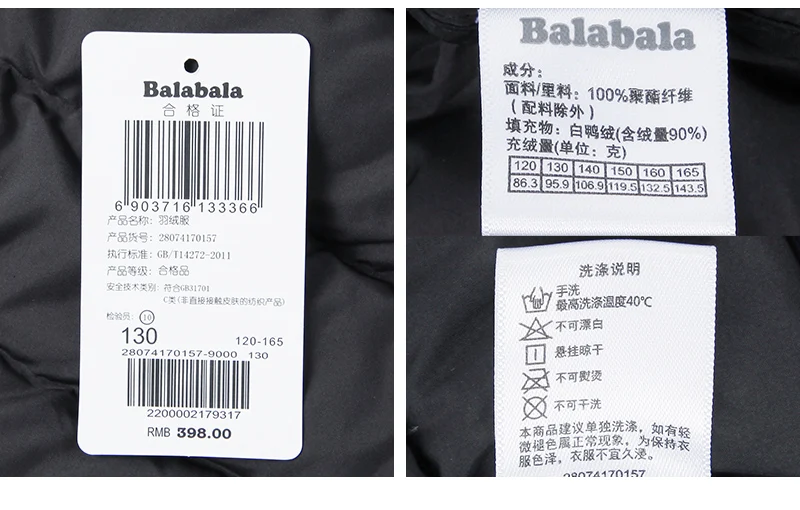 Balabala
合格证
6 903716 133366
产品名称: 羽绒服
产品货号: 28074170157
执行标准: GB/T14272-2011
产品等级: 合格品
安全技术类别: 符合GB31701
C类(非直接接触皮肤的纺织产品)
检验员: 10
130 120-165
28074170157-9000 130
2200002179317
RMB 398.00
Balabala
成分:
面料/里料: 100%聚酯纤维
(配料除外)
填充物: 白鸭绒(含绒量90%)
充绒量(单位: 克)
120 130 140 150 160 165
86.3 95.9 106.9 119.5 132.5 143.5
洗涤说明
手洗
最高洗涤温度40℃
不可漂白
悬挂晾干
不可熨烫
不可干洗
本商品建议单独洗涤, 如有轻
微褪色属正常现象, 为保持衣
服色泽, 衣服不宜久浸。
28074170157